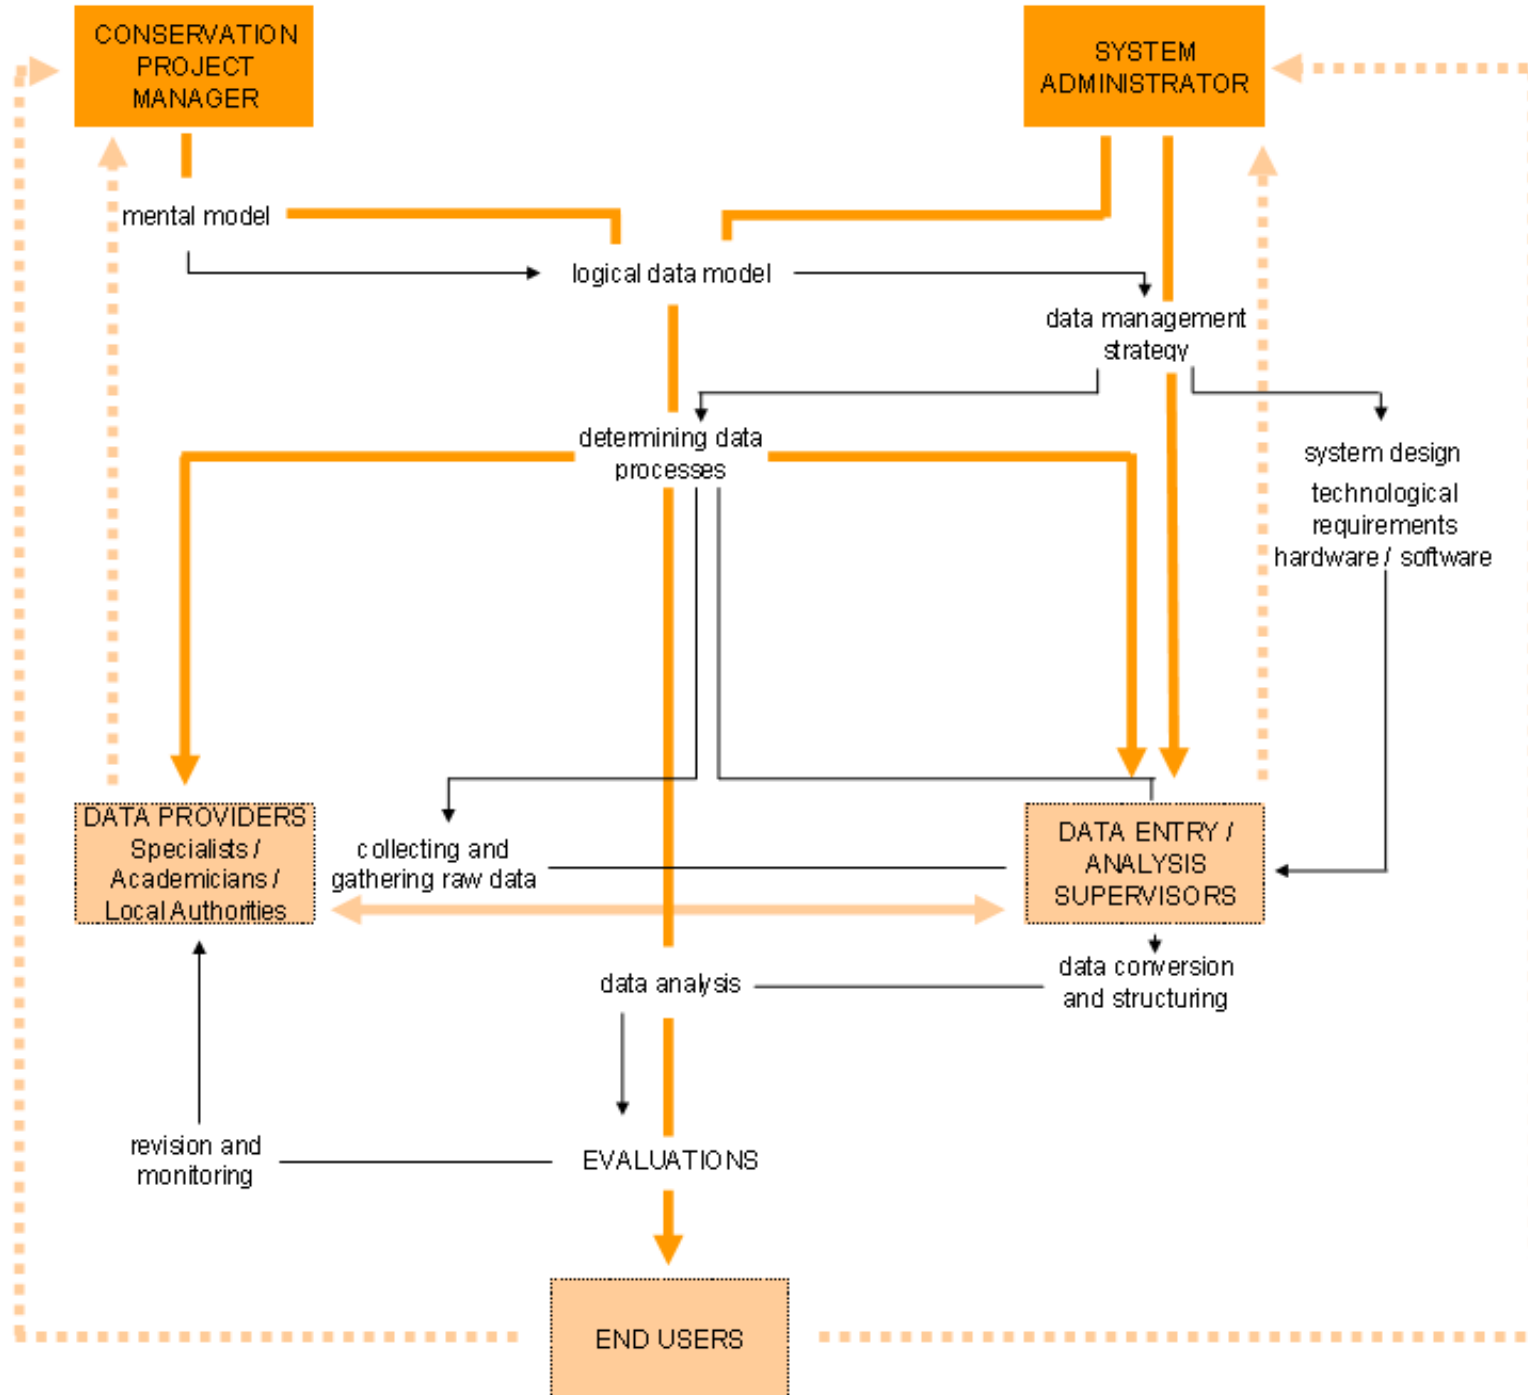 CONSERVATION
PROJECT
MANAGER
SYSTEM
ADMINISTRATOR
mental model
logical data model
data management
strategy
determining data
processes
system design
technological
requirements
hardware / software
DATA PROVIDERS
Specialists /
Academicians /
Local Authorities
collecting and
gathering raw data
DATA ENTRY /
ANALYSIS
SUPERVISORS
data analysis
data conversion
and structuring
revision and
monitoring
EVALUATIONS
END USERS